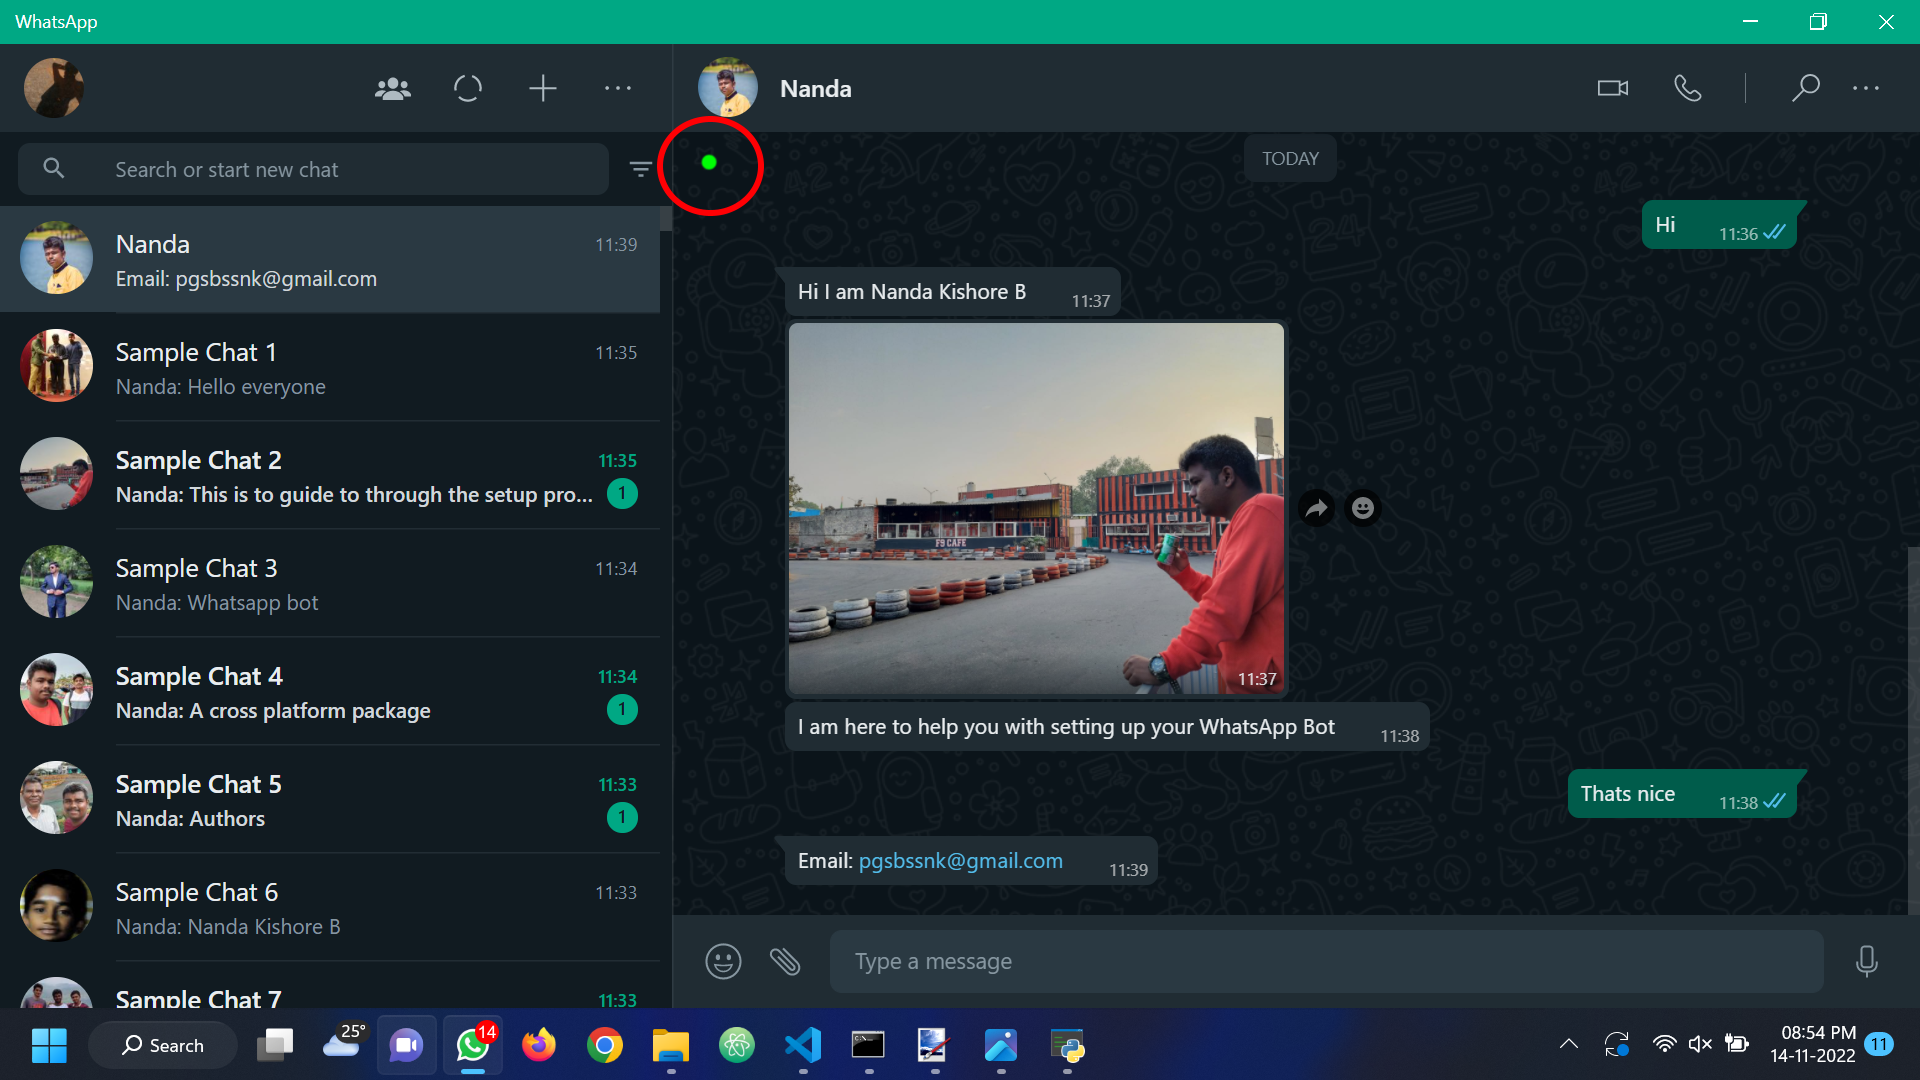 WhatsApp
Search or start new chat
Nanda
11:39
Email: pgsbssnk@gmail.com
Sample Chat 1
11:35
Nanda: Hello everyone
Sample Chat 2
11:35
Nanda: This is to guide to through the setup pro...
1
Sample Chat 3
11:34
Nanda: Whatsapp bot
Sample Chat 4
11:34
Nanda: A cross platform package
1
Sample Chat 5
11:33
Nanda: Authors
1
Sample Chat 6
11:33
Nanda: Nanda Kishore B
Sample Chat 7
11:33
Nanda
TODAY
Hi
11:36
Hi I am Nanda Kishore B
11:37
F9 CAFE
11:37
I am here to help you with setting up your WhatsApp Bot
11:38
Thats nice
11:38
Email: pgsbssnk@gmail.com
11:39
Type a message
Search
25°
14
08:54 PM
14-11-2022
11